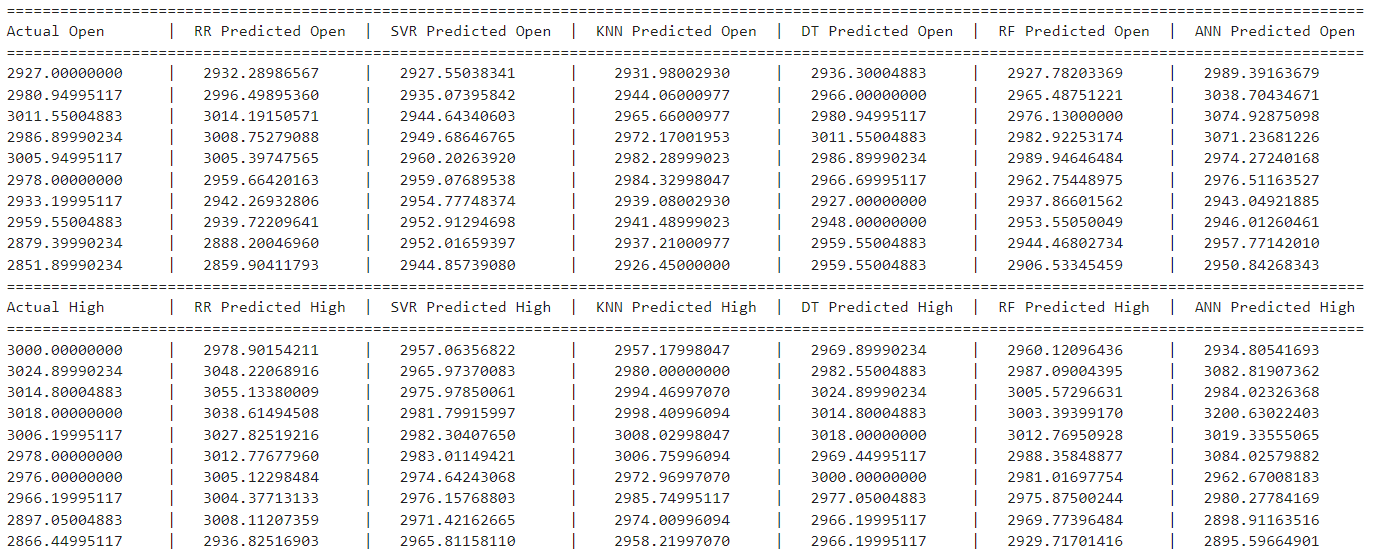 Actual Open | RR Predicted Open | SVR Predicted Open | KNN Predicted Open | DT Predicted Open | RF Predicted Open | ANN Predicted Open
2927.00000000 | 2932.28986567 | 2927.55038341 | 2931.98002930 | 2936.30004883 | 2927.78203369 | 2989.39163679
2980.94995117 | 2996.49895360 | 2935.07395842 | 2944.06000977 | 2966.00000000 | 2965.48751221 | 3038.70434671
3011.55004883 | 3014.19150571 | 2944.64340603 | 2965.66000977 | 2980.94995117 | 2976.13000000 | 3074.92875098
2986.89990234 | 3008.75279088 | 2949.68646765 | 2972.17001953 | 3011.55004883 | 2982.92253174 | 3071.23681226
3005.94995117 | 3005.39747565 | 2960.20263920 | 2982.28999023 | 2986.89990234 | 2989.94646484 | 2974.27240168
2978.00000000 | 2959.66420163 | 2959.07689538 | 2984.32998047 | 2966.69995117 | 2962.75448975 | 2976.51163527
2933.19995117 | 2942.26932806 | 2954.77748374 | 2939.08002930 | 2927.00000000 | 2937.86601562 | 2943.04921885
2959.55004883 | 2939.72209641 | 2952.91294698 | 2941.48999023 | 2948.00000000 | 2953.55050049 | 2946.01260461
2879.39990234 | 2888.20046960 | 2952.01659397 | 2937.21000977 | 2959.55004883 | 2944.46802734 | 2957.77142010
2851.89990234 | 2859.90411793 | 2944.85739080 | 2926.45000000 | 2959.55004883 | 2906.53345459 | 2950.84268343
Actual High | RR Predicted High | SVR Predicted High | KNN Predicted High | DT Predicted High | RF Predicted High | ANN Predicted High
3000.00000000 | 2978.90154211 | 2957.06356822 | 2957.17998047 | 2969.89990234 | 2960.12096436 | 2934.80541693
3024.89990234 | 3048.22068916 | 2965.97370083 | 2980.00000000 | 2982.55004883 | 2987.09004395 | 3082.81907362
3014.80004883 | 3055.13380009 | 2975.97850061 | 2994.46997070 | 3024.89990234 | 3005.57296631 | 2984.02326368
3018.00000000 | 3038.61494508 | 2981.79915997 | 2998.40996094 | 3014.80004883 | 3003.39399170 | 3200.63022403
3006.19995117 | 3027.82519216 | 2982.30407650 | 3008.02998047 | 3018.00000000 | 3012.76950928 | 3019.33555065
2978.00000000 | 3012.77677960 | 2983.01149421 | 3006.75996094 | 2969.44995117 | 2988.35848877 | 3084.02579882
2976.00000000 | 3005.12298484 | 2974.64243068 | 2972.96997070 | 3000.00000000 | 2981.01697754 | 2962.67008183
2966.19995117 | 3004.37713133 | 2976.15768803 | 2985.74995117 | 2977.05004883 | 2975.87500244 | 2980.27784169
2897.05004883 | 3008.11207359 | 2971.42162665 | 2974.00996094 | 2966.19995117 | 2969.77396484 | 2898.91163516
2866.44995117 | 2936.82516903 | 2965.81158110 | 2958.21997070 | 2966.19995117 | 2929.71701416 | 2895.59664901